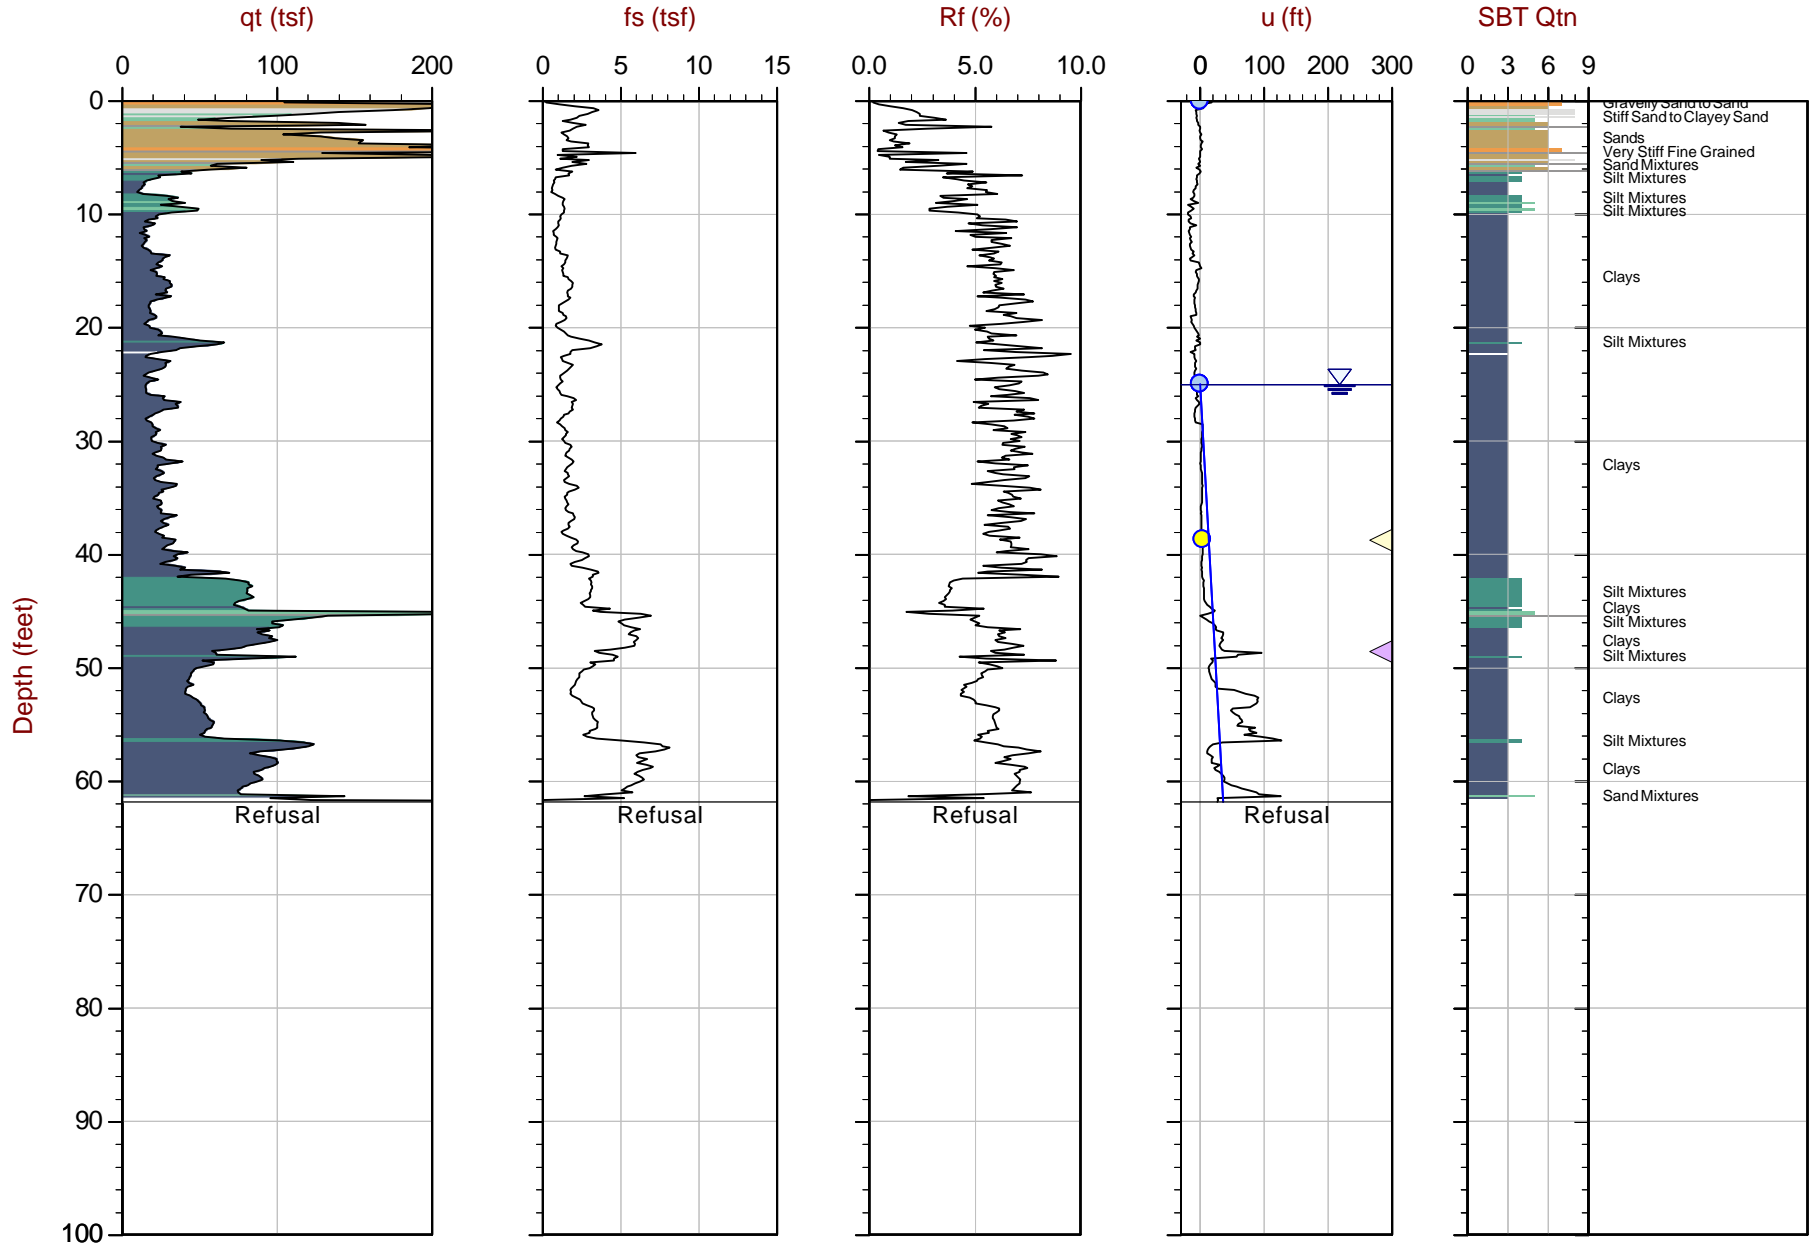 qt (tsf) fs (tsf) Rf (%) u (ft) SBT Qtn
0 100 200 0 5 10 15 0.0 5.0 10.0 0 100 200 300 0 3 6 9
0
Gravelly Sand to Sand
Stiff Sand to Clayey Sand
Sands
Very Stiff Fine Grained
Sand Mixtures
Silt Mixtures
Silt Mixtures
10
Silt Mixtures
Clays
20
Silt Mixtures
30
Clays
40
Silt Mixtures
Clays
Silt Mixtures
Clays
Silt Mixtures
50
Clays
Depth (feet)
Silt Mixtures
Clays
60
Sand Mixtures
Refusal Refusal Refusal Refusal
70
80
90
100